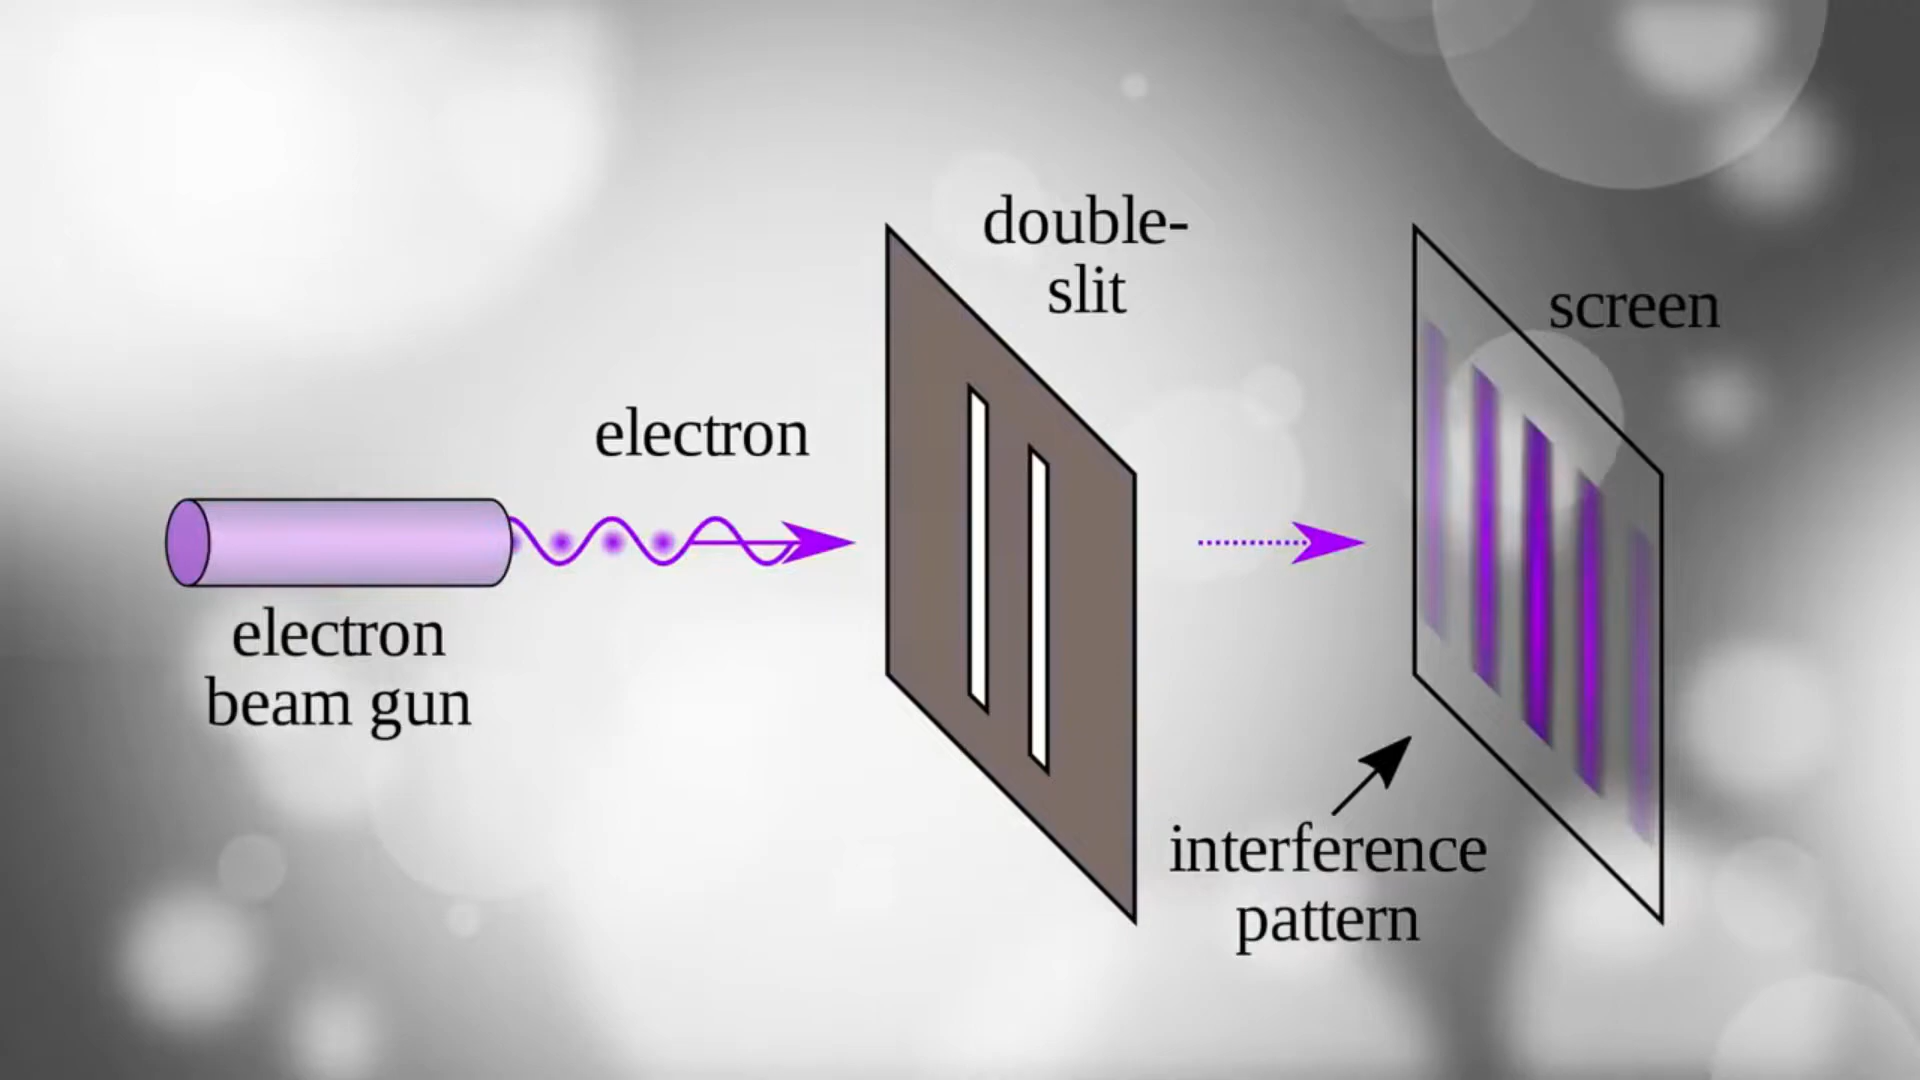 double-
slit
screen
electron
electron
beam gun
interference
pattern